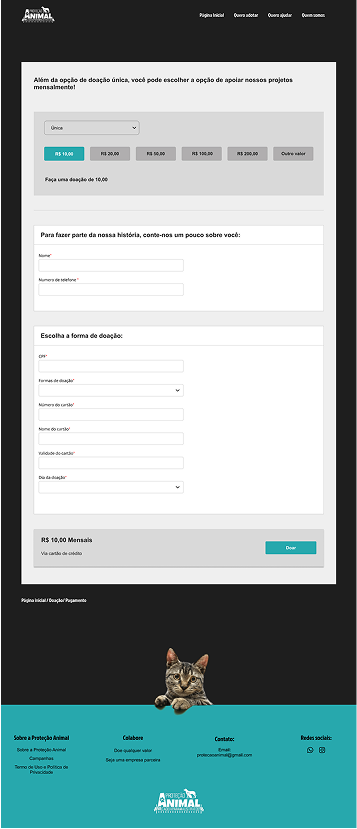 PROTEÇÃO
ANIMAL
Página Inicial Quero adotar Quero ajudar Quem somos
Além da opção de doação única, você pode escolher a opção de apoiar nossos projetos
mensalmente!
Única
R$ 10,00 R$ 20,00 R$ 50,00 R$ 100,00 R$ 200,00 Outro valor
Faça uma doação de 10,00
Para fazer parte da nossa história, conte-nos um pouco sobre você:
Nome*
Numero de telefone *
Escolha a forma de doação:
CPF*
Formas de doação*
Número do cartão*
Nome do cartão*
Validade do cartão*
Dia da doação*
R$ 10,00 Mensais
Via cartão de crédito
Doar
Página Inicial / Doação/ Pagamento
Sobre a Proteção Animal
Sobre a Proteção Animal
Campanhas
Termo de Uso e Política de
Privacidade
Colabore
Doe qualquer valor
Seja uma empresa parceira
Contato:
Email:
protecaoanimal@gmail.com
Redes sociais:
PROTEÇÃO
ANIMAL